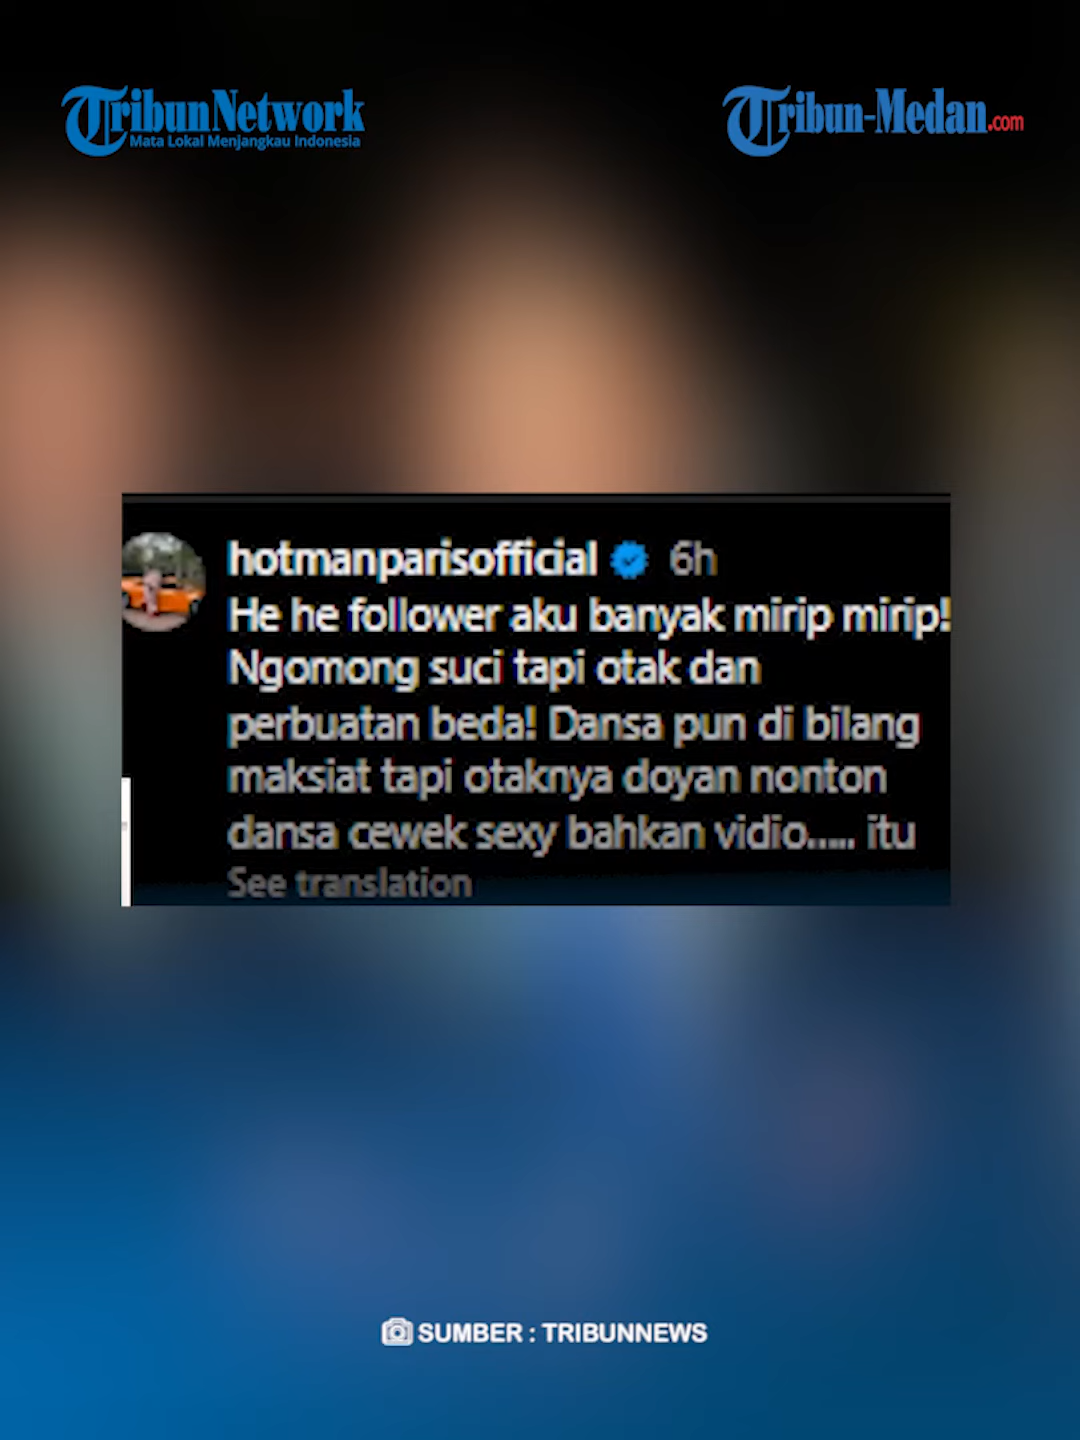 TribunNetwork
Mata Lokal Menjangkau Indonesia
Tribun-Medan.com
hotmanparisofficial 6h
He he follower aku banyak mirip mirip!
Ngomong suci tapi otak dan
perbuatan beda! Dansa pun di bilang
maksiat tapi otaknya doyan nonton
dansa cewek sexy bahkan vidio..... itu
See translation
SUMBER : TRIBUNNEWS